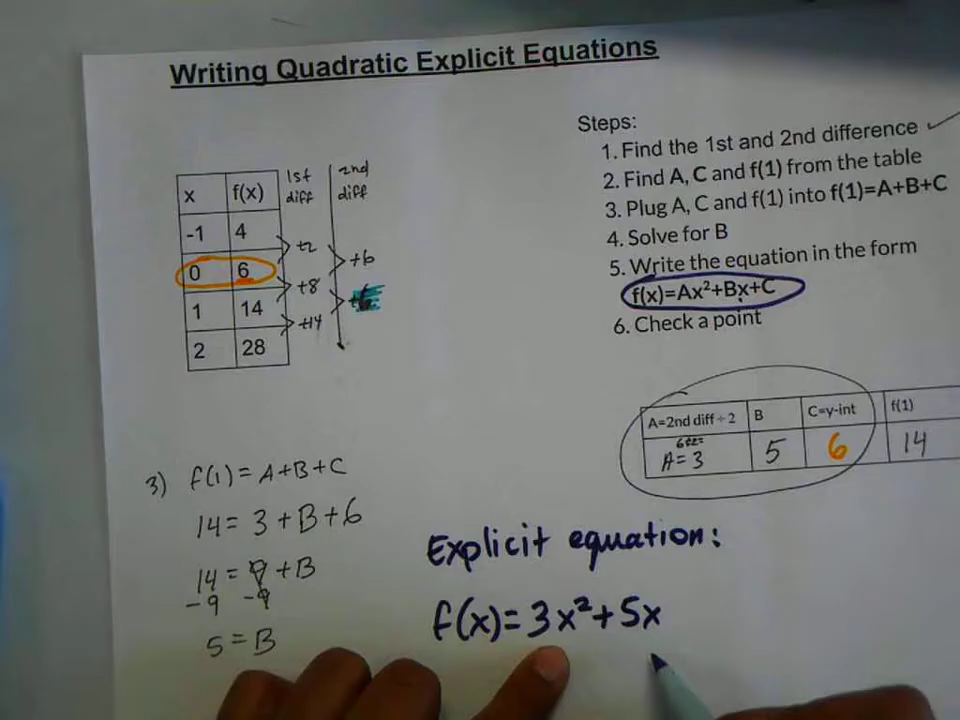 Writing Quadratic Explicit Equations
Steps:
1. Find the 1st and 2nd difference
2. Find A, C and f(1) from the table
3. Plug A, C and f(1) into f(1)=A+B+C
4. Solve for B
5. Write the equation in the form
f(x)=Ax²+Bx+C
6. Check a point
x f(x) 1st diff 2nd diff
-1 4
+2
0 6 +6
+8
1 14
+14
2 28
A=2nd diff ÷ 2 B C=y-int f(1)
A = 3 5 6 14
3) f(1) = A+B+C
14 = 3 + B + 6
14 = 9 + B
-9 -9
5 = B
Explicit equation:
f(x)= 3x²+ 5x